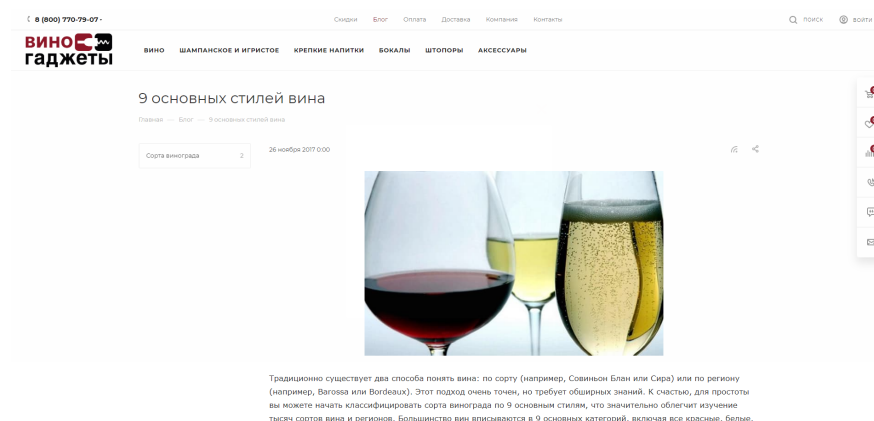 8 (800) 770-79-07
Скидки Блог Оплата Доставка Компания Контакты
ПОИСК
ВОЙТИ
ВИНО
гаджеты
ВИНО ШАМПАНСКОЕ И ИГРИСТОЕ КРЕПКИЕ НАПИТКИ БОКАЛЫ ШТОПОРЫ АКСЕССУАРЫ
9 основных стилей вина
Главная — Блог — 9 основных стилей вина
Сорта винограда 2
26 ноября 2017 0:00
Традиционно существует два способа понять вина: по сорту (например, Совиньон Блан или Сира) или по региону
(например, Barossa или Bordeaux). Этот подход очень точен, но требует обширных знаний. К счастью, для простоты
вы можете начать классифицировать сорта винограда по 9 основным стилям, что значительно облегчит изучение
тысяч сортов вина и регионов. Большинство вин вписываются в 9 основных категорий, включая все красные, белые,